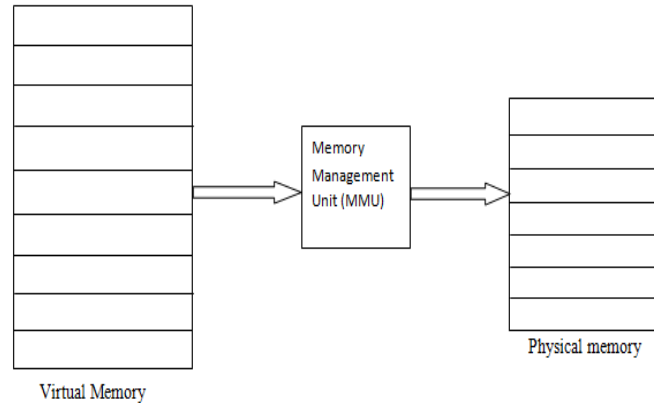 Memory
Management
Unit (MMU)
Physical memory
Virtual Memory